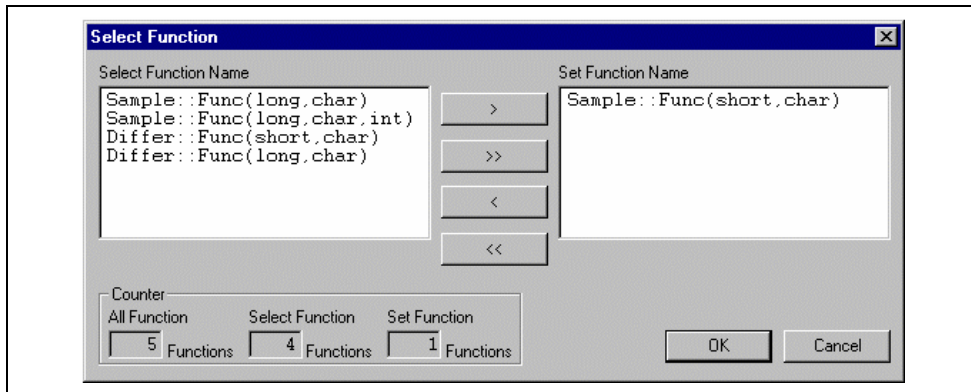 Select Function
Select Function Name
Sample::Func(long,char)
Sample::Func(long,char,int)
Differ::Func(short,char)
Differ::Func(long,char)
>
>>
<
<<
Set Function Name
Sample::Func(short,char)
Counter
All Function Select Function Set Function
5 Functions 4 Functions 1 Functions
OK Cancel